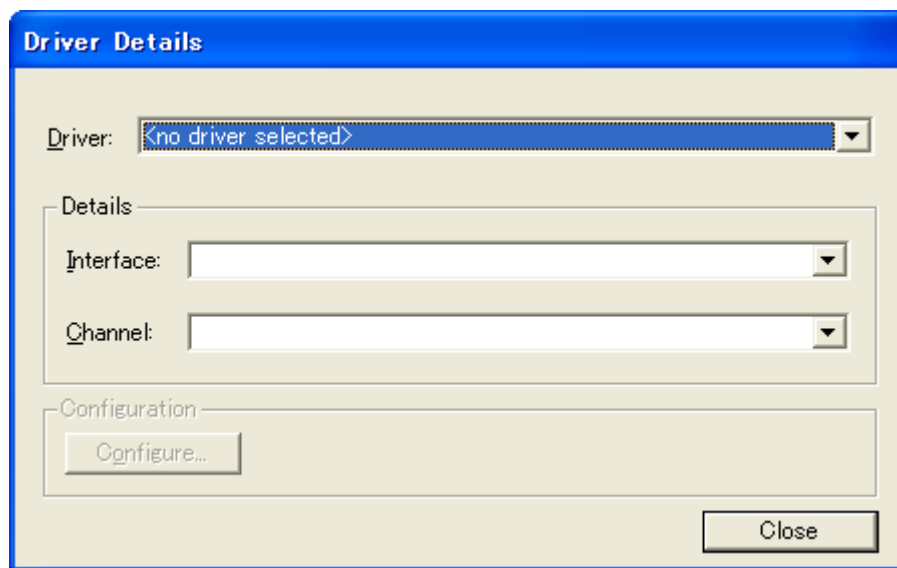 Driver Details
Driver: <no driver selected>
Details
Interface:
Channel:
Configuration
Configure...
Close